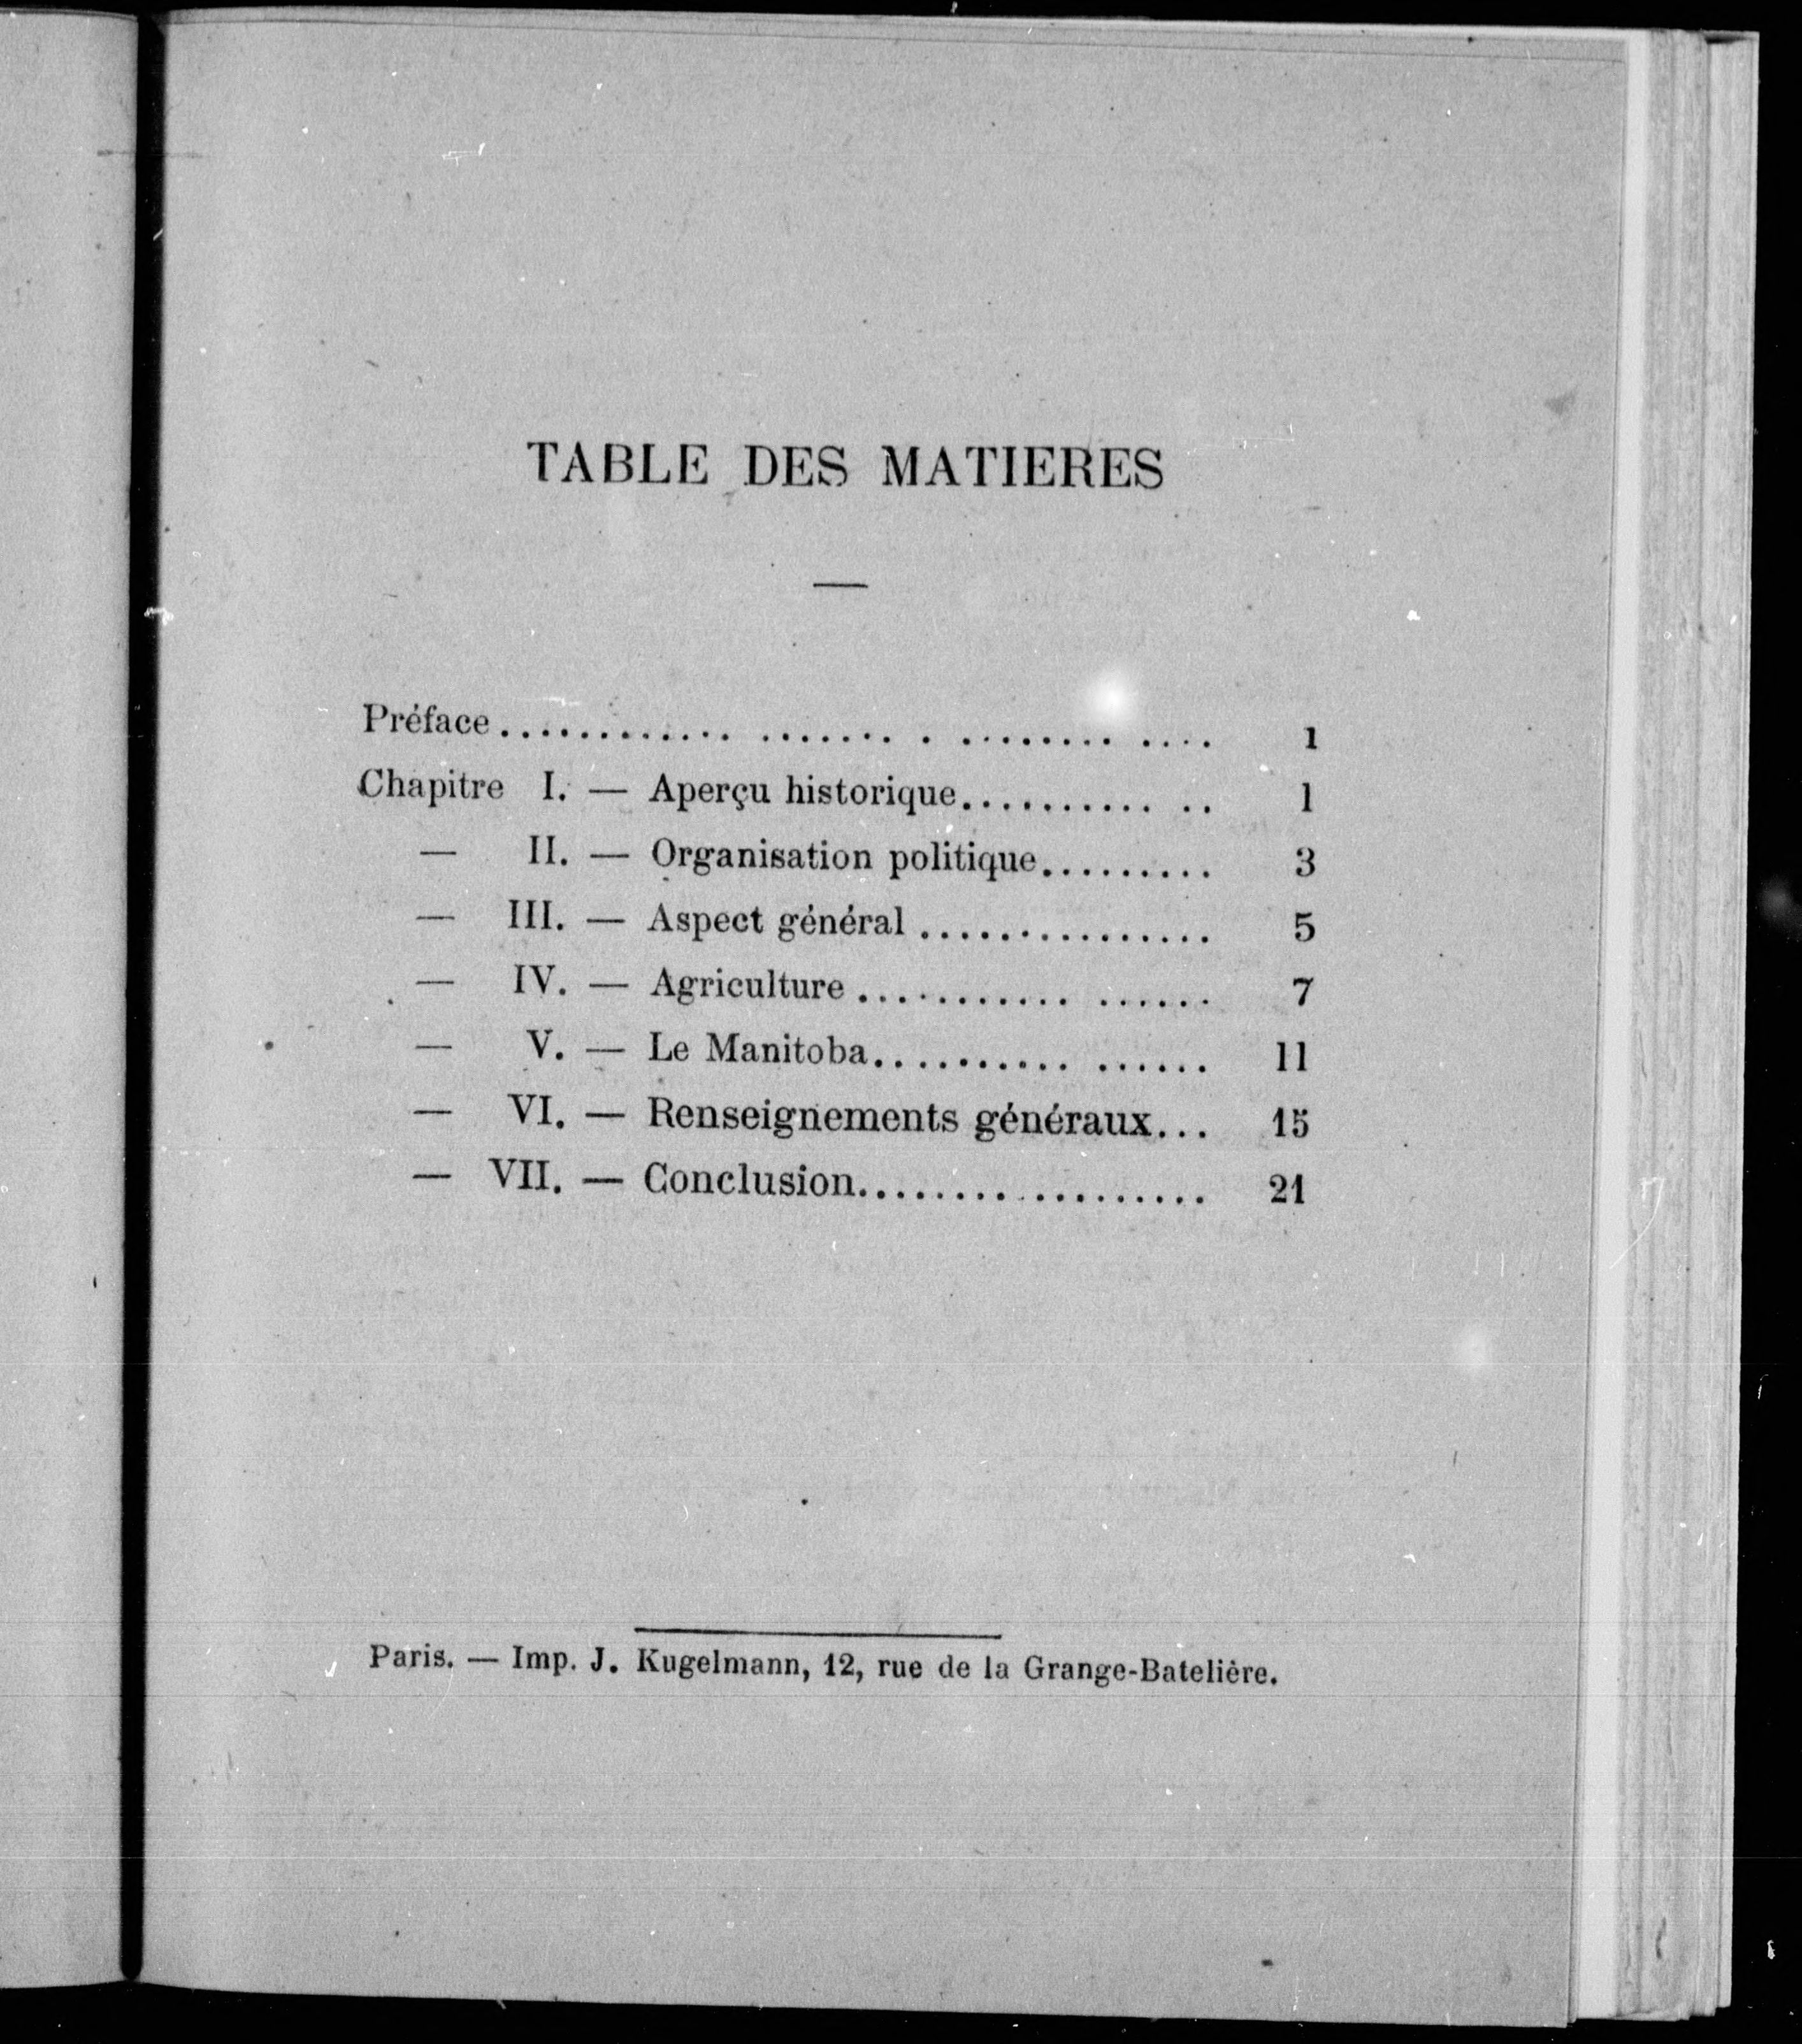 TABLE DES MATIERES
—
Préface............ ....... . ........ .... 1
Chapitre I. — Aperçu historique.......... .. 1
— II. — Organisation politique......... 3
— III. — Aspect général ............... 5
— IV. — Agriculture ........... ...... 7
— V. — Le Manitoba.......... ...... 11
— VI. — Renseignements généraux... 15
— VII. — Conclusion.................. 21
Paris. — Imp. J. Kugelmann, 12, rue de la Grange-Batelière.